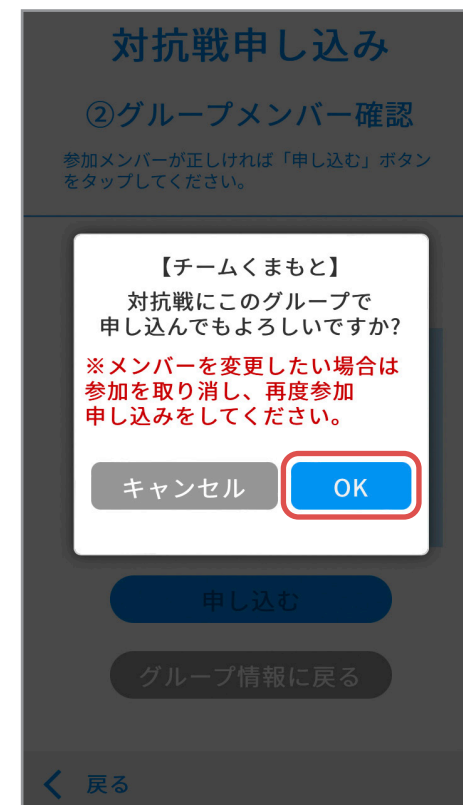 対抗戦申し込み
②グループメンバー確認
参加メンバーが正しければ「申し込む」ボタン
をタップしてください。
【チームくまもと】
対抗戦にこのグループで
申し込んでもよろしいですか?
※メンバーを変更したい場合は
参加を取り消し、再度参加
申し込みをしてください。
キャンセル
OK
申し込む
グループ情報に戻る
戻る